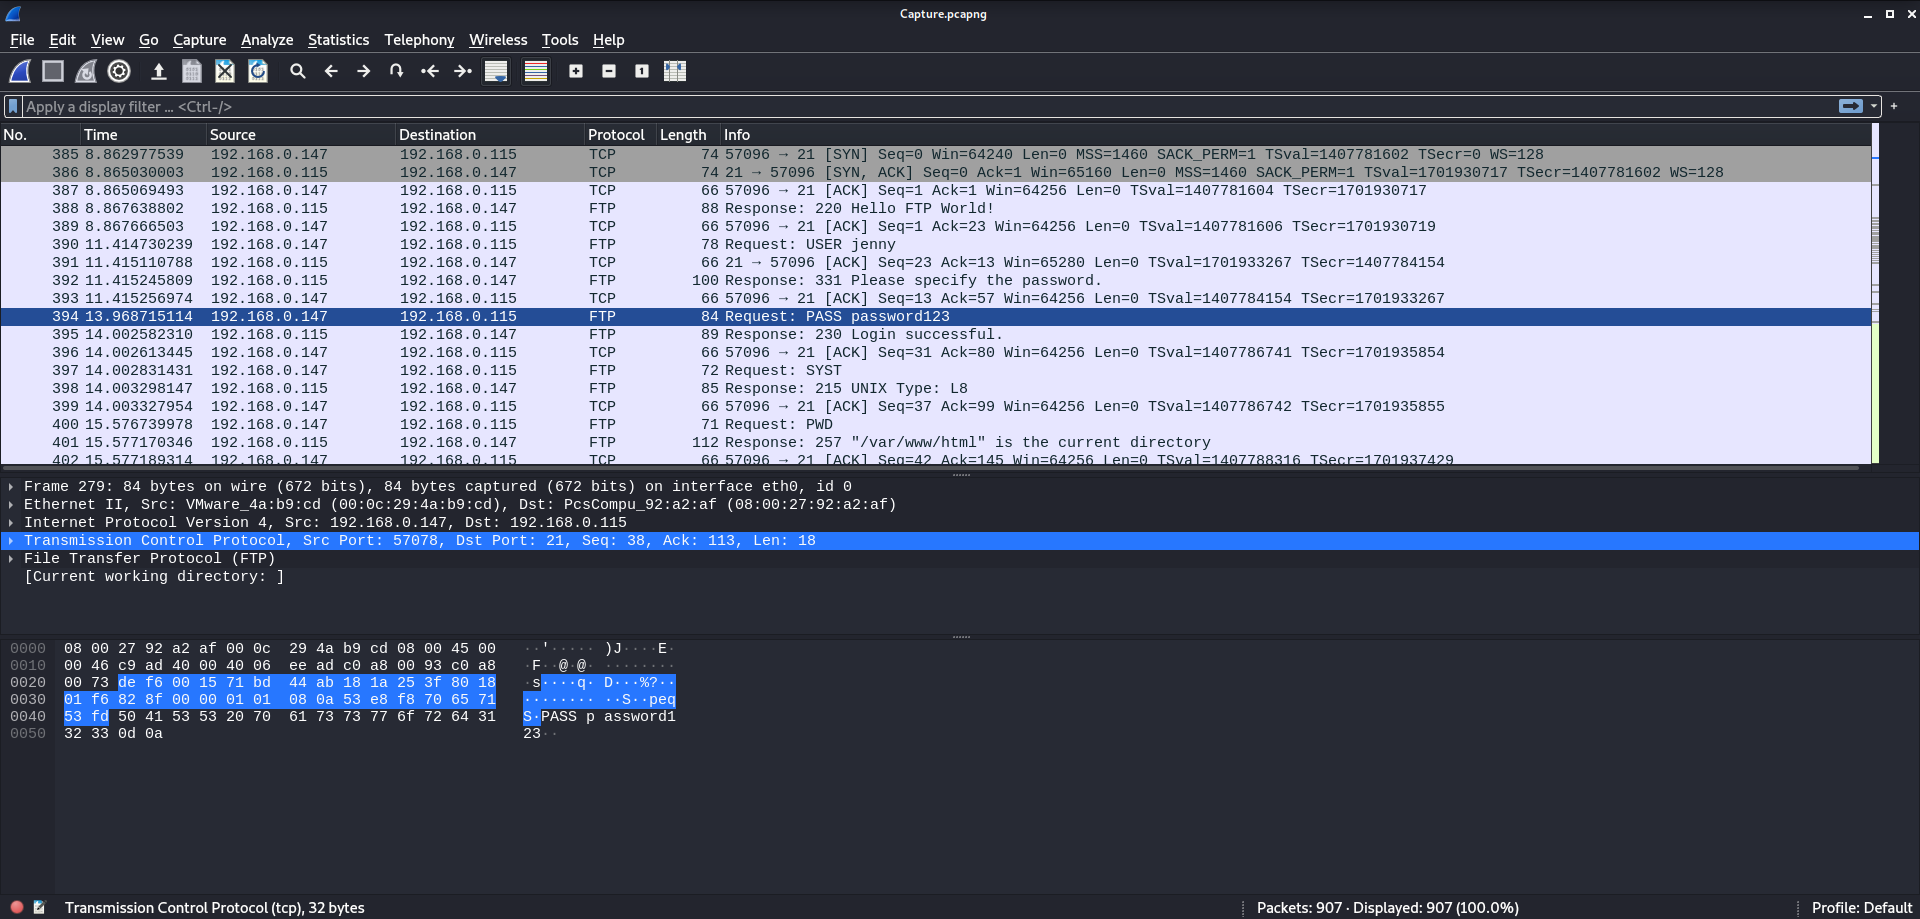 Capture.pcapng
File Edit View Go Capture Analyze Statistics Telephony Wireless Tools Help
Apply a display filter ... <Ctrl-/>
No. Time Source Destination Protocol Length Info
385 8.862977539 192.168.0.147 192.168.0.115 TCP 74 57096 → 21 [SYN] Seq=0 Win=64240 Len=0 MSS=1460 SACK_PERM=1 TSval=1407781602 TSecr=0 WS=128
386 8.865030003 192.168.0.115 192.168.0.147 TCP 74 21 → 57096 [SYN, ACK] Seq=0 Ack=1 Win=65160 Len=0 MSS=1460 SACK_PERM=1 TSval=1701930717 TSecr=1407781602 WS=128
387 8.865069493 192.168.0.147 192.168.0.115 TCP 66 57096 → 21 [ACK] Seq=1 Ack=1 Win=64256 Len=0 TSval=1407781604 TSecr=1701930717
388 8.867638802 192.168.0.115 192.168.0.147 FTP 88 Response: 220 Hello FTP World!
389 8.867666503 192.168.0.147 192.168.0.115 TCP 66 57096 → 21 [ACK] Seq=1 Ack=23 Win=64256 Len=0 TSval=1407781606 TSecr=1701930719
390 11.414730239 192.168.0.147 192.168.0.115 FTP 78 Request: USER jenny
391 11.415110788 192.168.0.115 192.168.0.147 TCP 66 21 → 57096 [ACK] Seq=23 Ack=13 Win=65280 Len=0 TSval=1701933267 TSecr=1407784154
392 11.415245809 192.168.0.115 192.168.0.147 FTP 100 Response: 331 Please specify the password.
393 11.415256974 192.168.0.147 192.168.0.115 TCP 66 57096 → 21 [ACK] Seq=13 Ack=57 Win=64256 Len=0 TSval=1407784154 TSecr=1701933267
394 13.968715114 192.168.0.147 192.168.0.115 FTP 84 Request: PASS password123
395 14.002582310 192.168.0.115 192.168.0.147 FTP 89 Response: 230 Login successful.
396 14.002613445 192.168.0.147 192.168.0.115 TCP 66 57096 → 21 [ACK] Seq=31 Ack=80 Win=64256 Len=0 TSval=1407786741 TSecr=1701935854
397 14.002831431 192.168.0.147 192.168.0.115 FTP 72 Request: SYST
398 14.003298147 192.168.0.115 192.168.0.147 FTP 85 Response: 215 UNIX Type: L8
399 14.003327954 192.168.0.147 192.168.0.115 TCP 66 57096 → 21 [ACK] Seq=37 Ack=99 Win=64256 Len=0 TSval=1407786742 TSecr=1701935855
400 15.576739978 192.168.0.147 192.168.0.115 FTP 71 Request: PWD
401 15.577170346 192.168.0.115 192.168.0.147 FTP 112 Response: 257 "/var/www/html" is the current directory
402 15.577189314 192.168.0.147 192.168.0.115 TCP 66 57096 → 21 [ACK] Seq=42 Ack=145 Win=64256 Len=0 TSval=1407788316 TSecr=1701937429
Frame 279: 84 bytes on wire (672 bits), 84 bytes captured (672 bits) on interface eth0, id 0
Ethernet II, Src: VMware_4a:b9:cd (00:0c:29:4a:b9:cd), Dst: PcsCompu_92:a2:af (08:00:27:92:a2:af)
Internet Protocol Version 4, Src: 192.168.0.147, Dst: 192.168.0.115
Transmission Control Protocol, Src Port: 57078, Dst Port: 21, Seq: 38, Ack: 113, Len: 18
File Transfer Protocol (FTP)
[Current working directory: ]
0000 08 00 27 92 a2 af 00 0c 29 4a b9 cd 08 00 45 00 ··'····· )J····E·
0010 00 46 c9 ad 40 00 40 06 ee ad c0 a8 00 93 c0 a8 ·F··@·@· ········
0020 00 73 de f6 00 15 71 bd 44 ab 18 1a 25 3f 80 18 ·s····q· D···%?··
0030 01 f6 82 8f 00 00 01 01 08 0a 53 e8 f8 70 65 71 ········ ··S··peq
0040 53 fd 50 41 53 53 20 70 61 73 73 77 6f 72 64 31 S·PASS p assword1
0050 32 33 0d 0a 23··
Transmission Control Protocol (tcp), 32 bytes Packets: 907 · Displayed: 907 (100.0%) Profile: Default